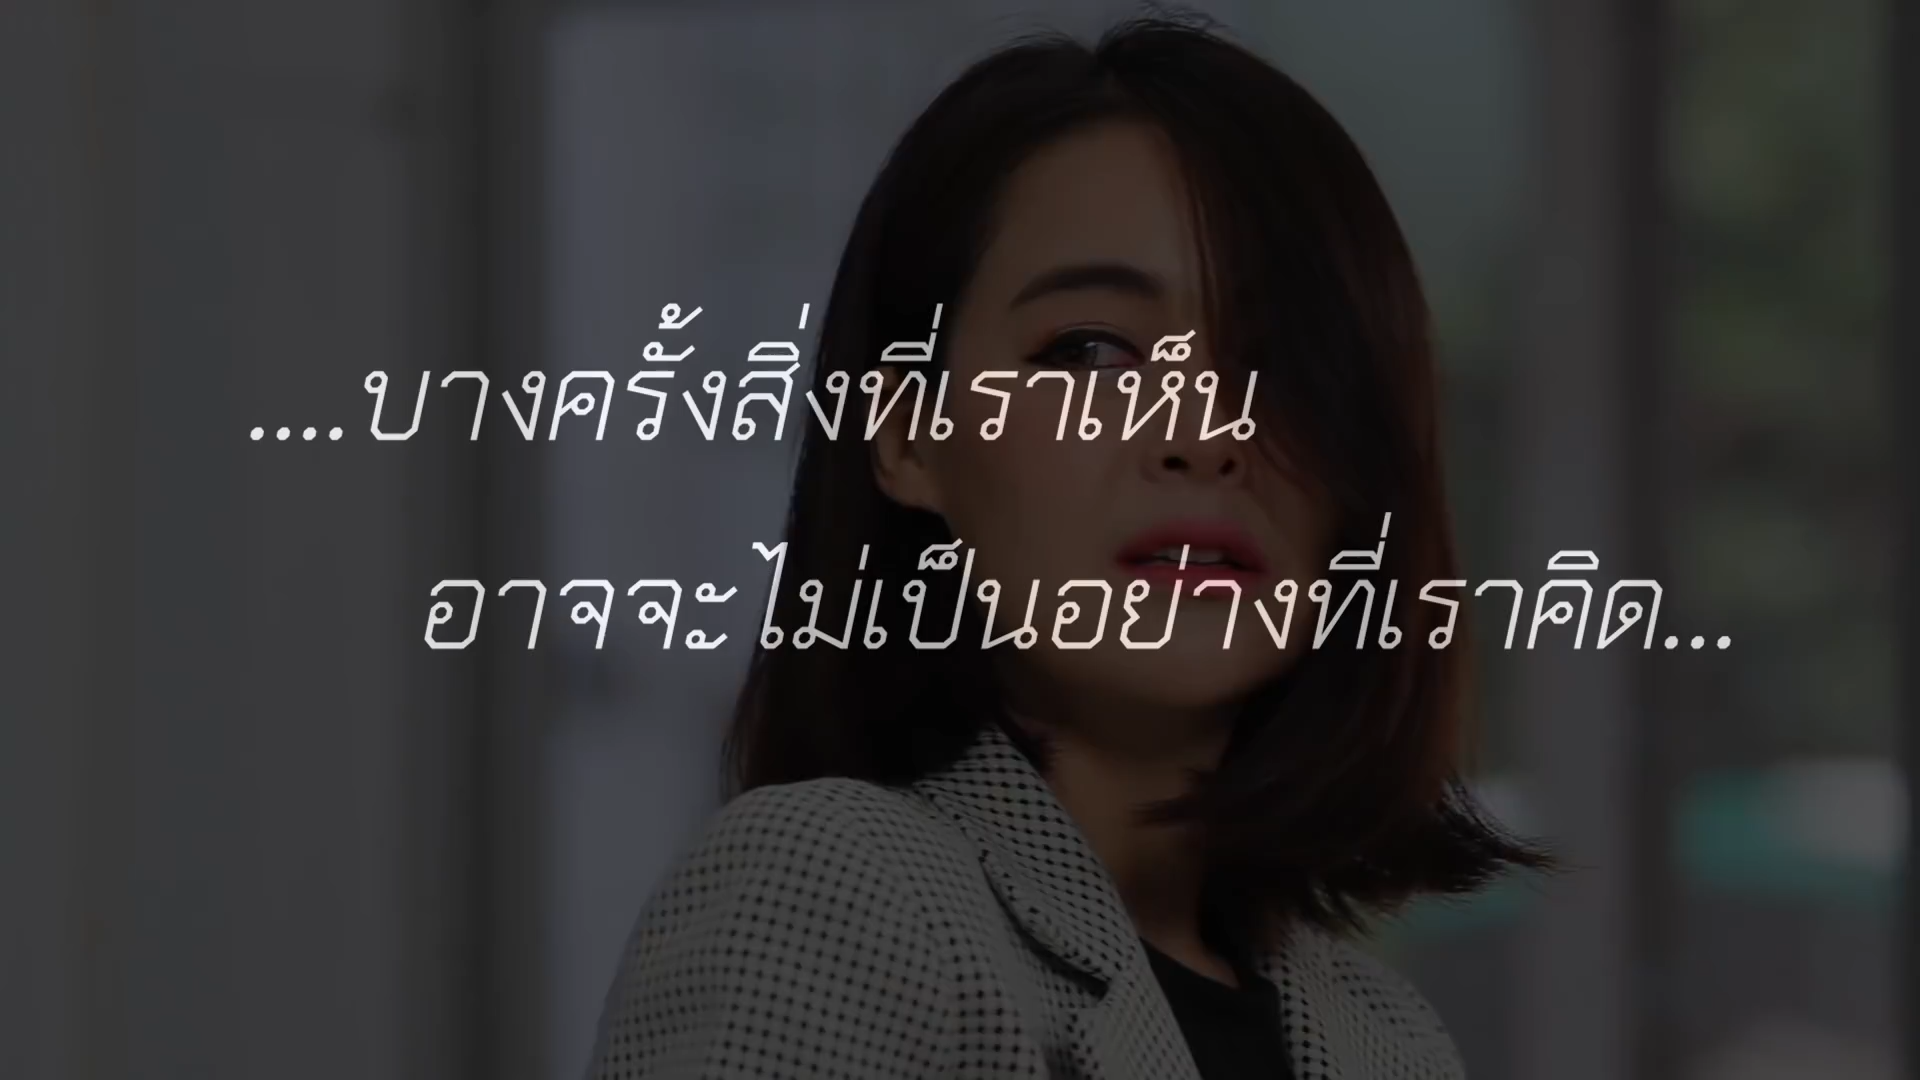 ....บางครั้งสิ่งที่เราเห็น
อาจจะไม่เป็นอย่างที่เราคิด...